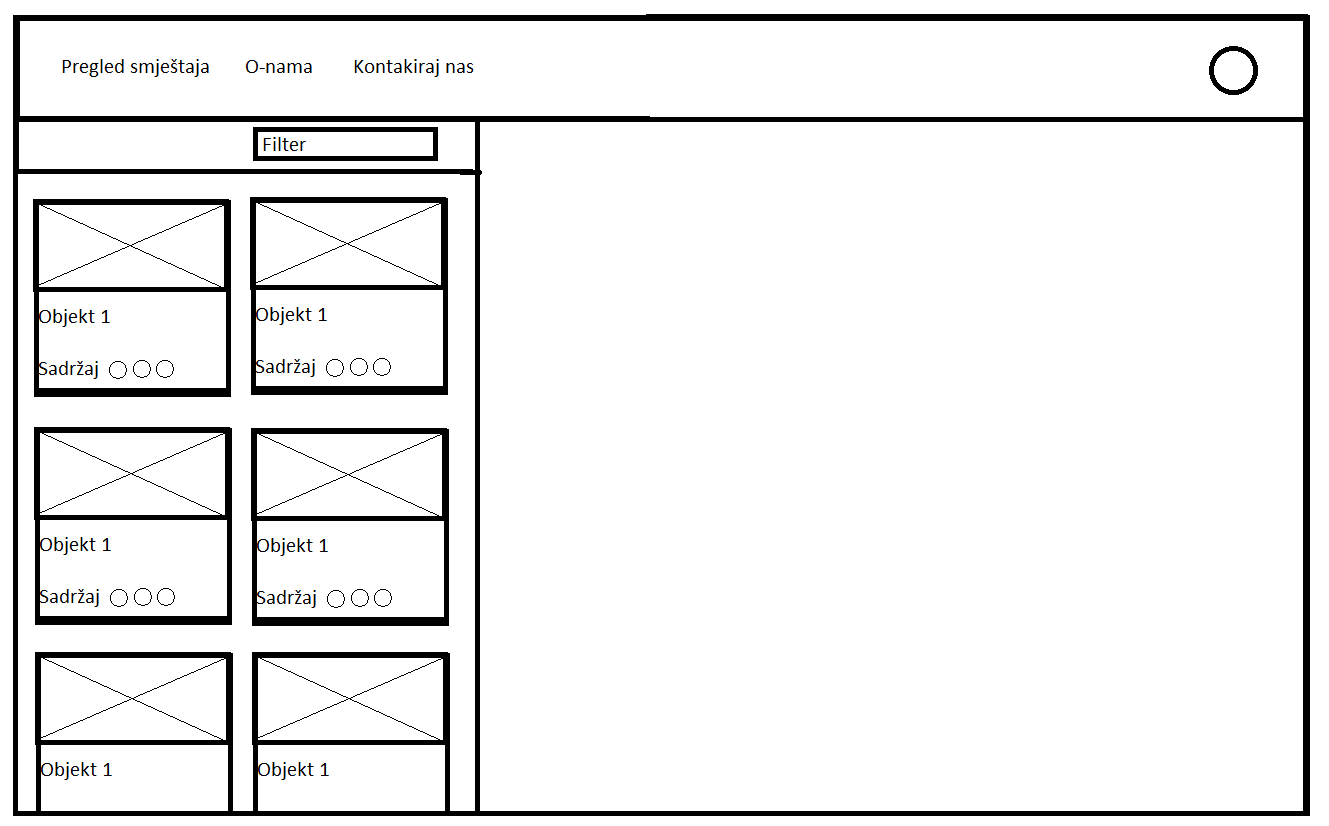 Pregled smještaja O-nama Kontakiraj nas
Filter
Objekt 1
Sadržaj
Objekt 1
Sadržaj
Objekt 1
Sadržaj
Objekt 1
Sadržaj
Objekt 1
Objekt 1